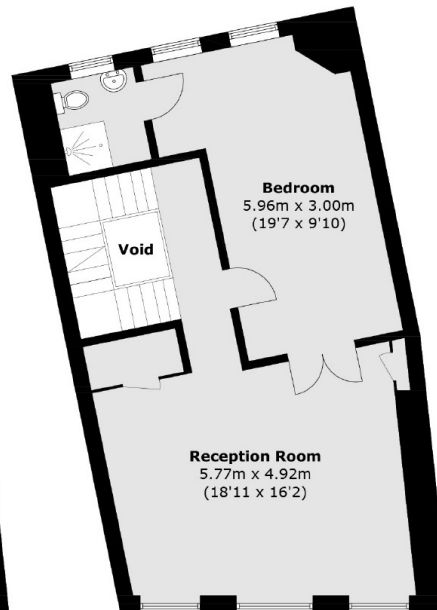 Bedroom
5.96m x 3.00m
(19'7 x 9'10)
Void
Reception Room
5.77m x 4.92m
(18'11 x 16'2)